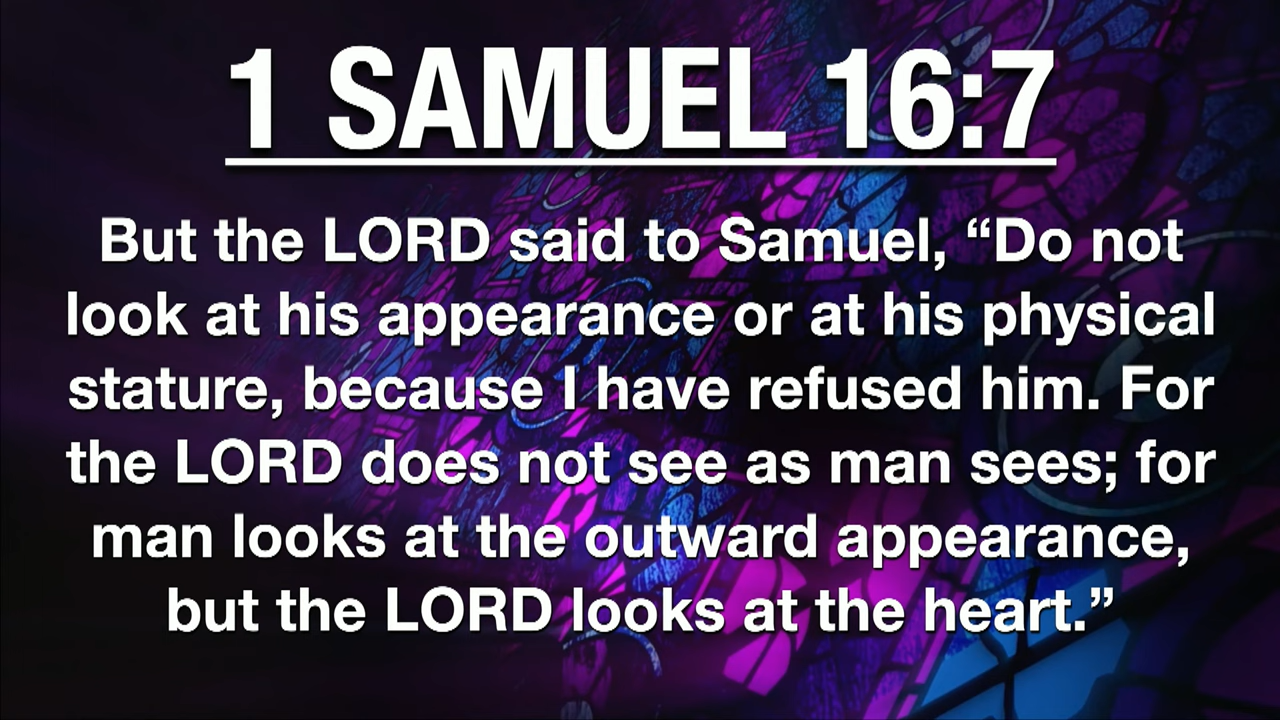 1 SAMUEL 16:7
But the LORD said to Samuel, “Do not
look at his appearance or at his physical
stature, because I have refused him. For
the LORD does not see as man sees; for
man looks at the outward appearance,
but the LORD looks at the heart.”